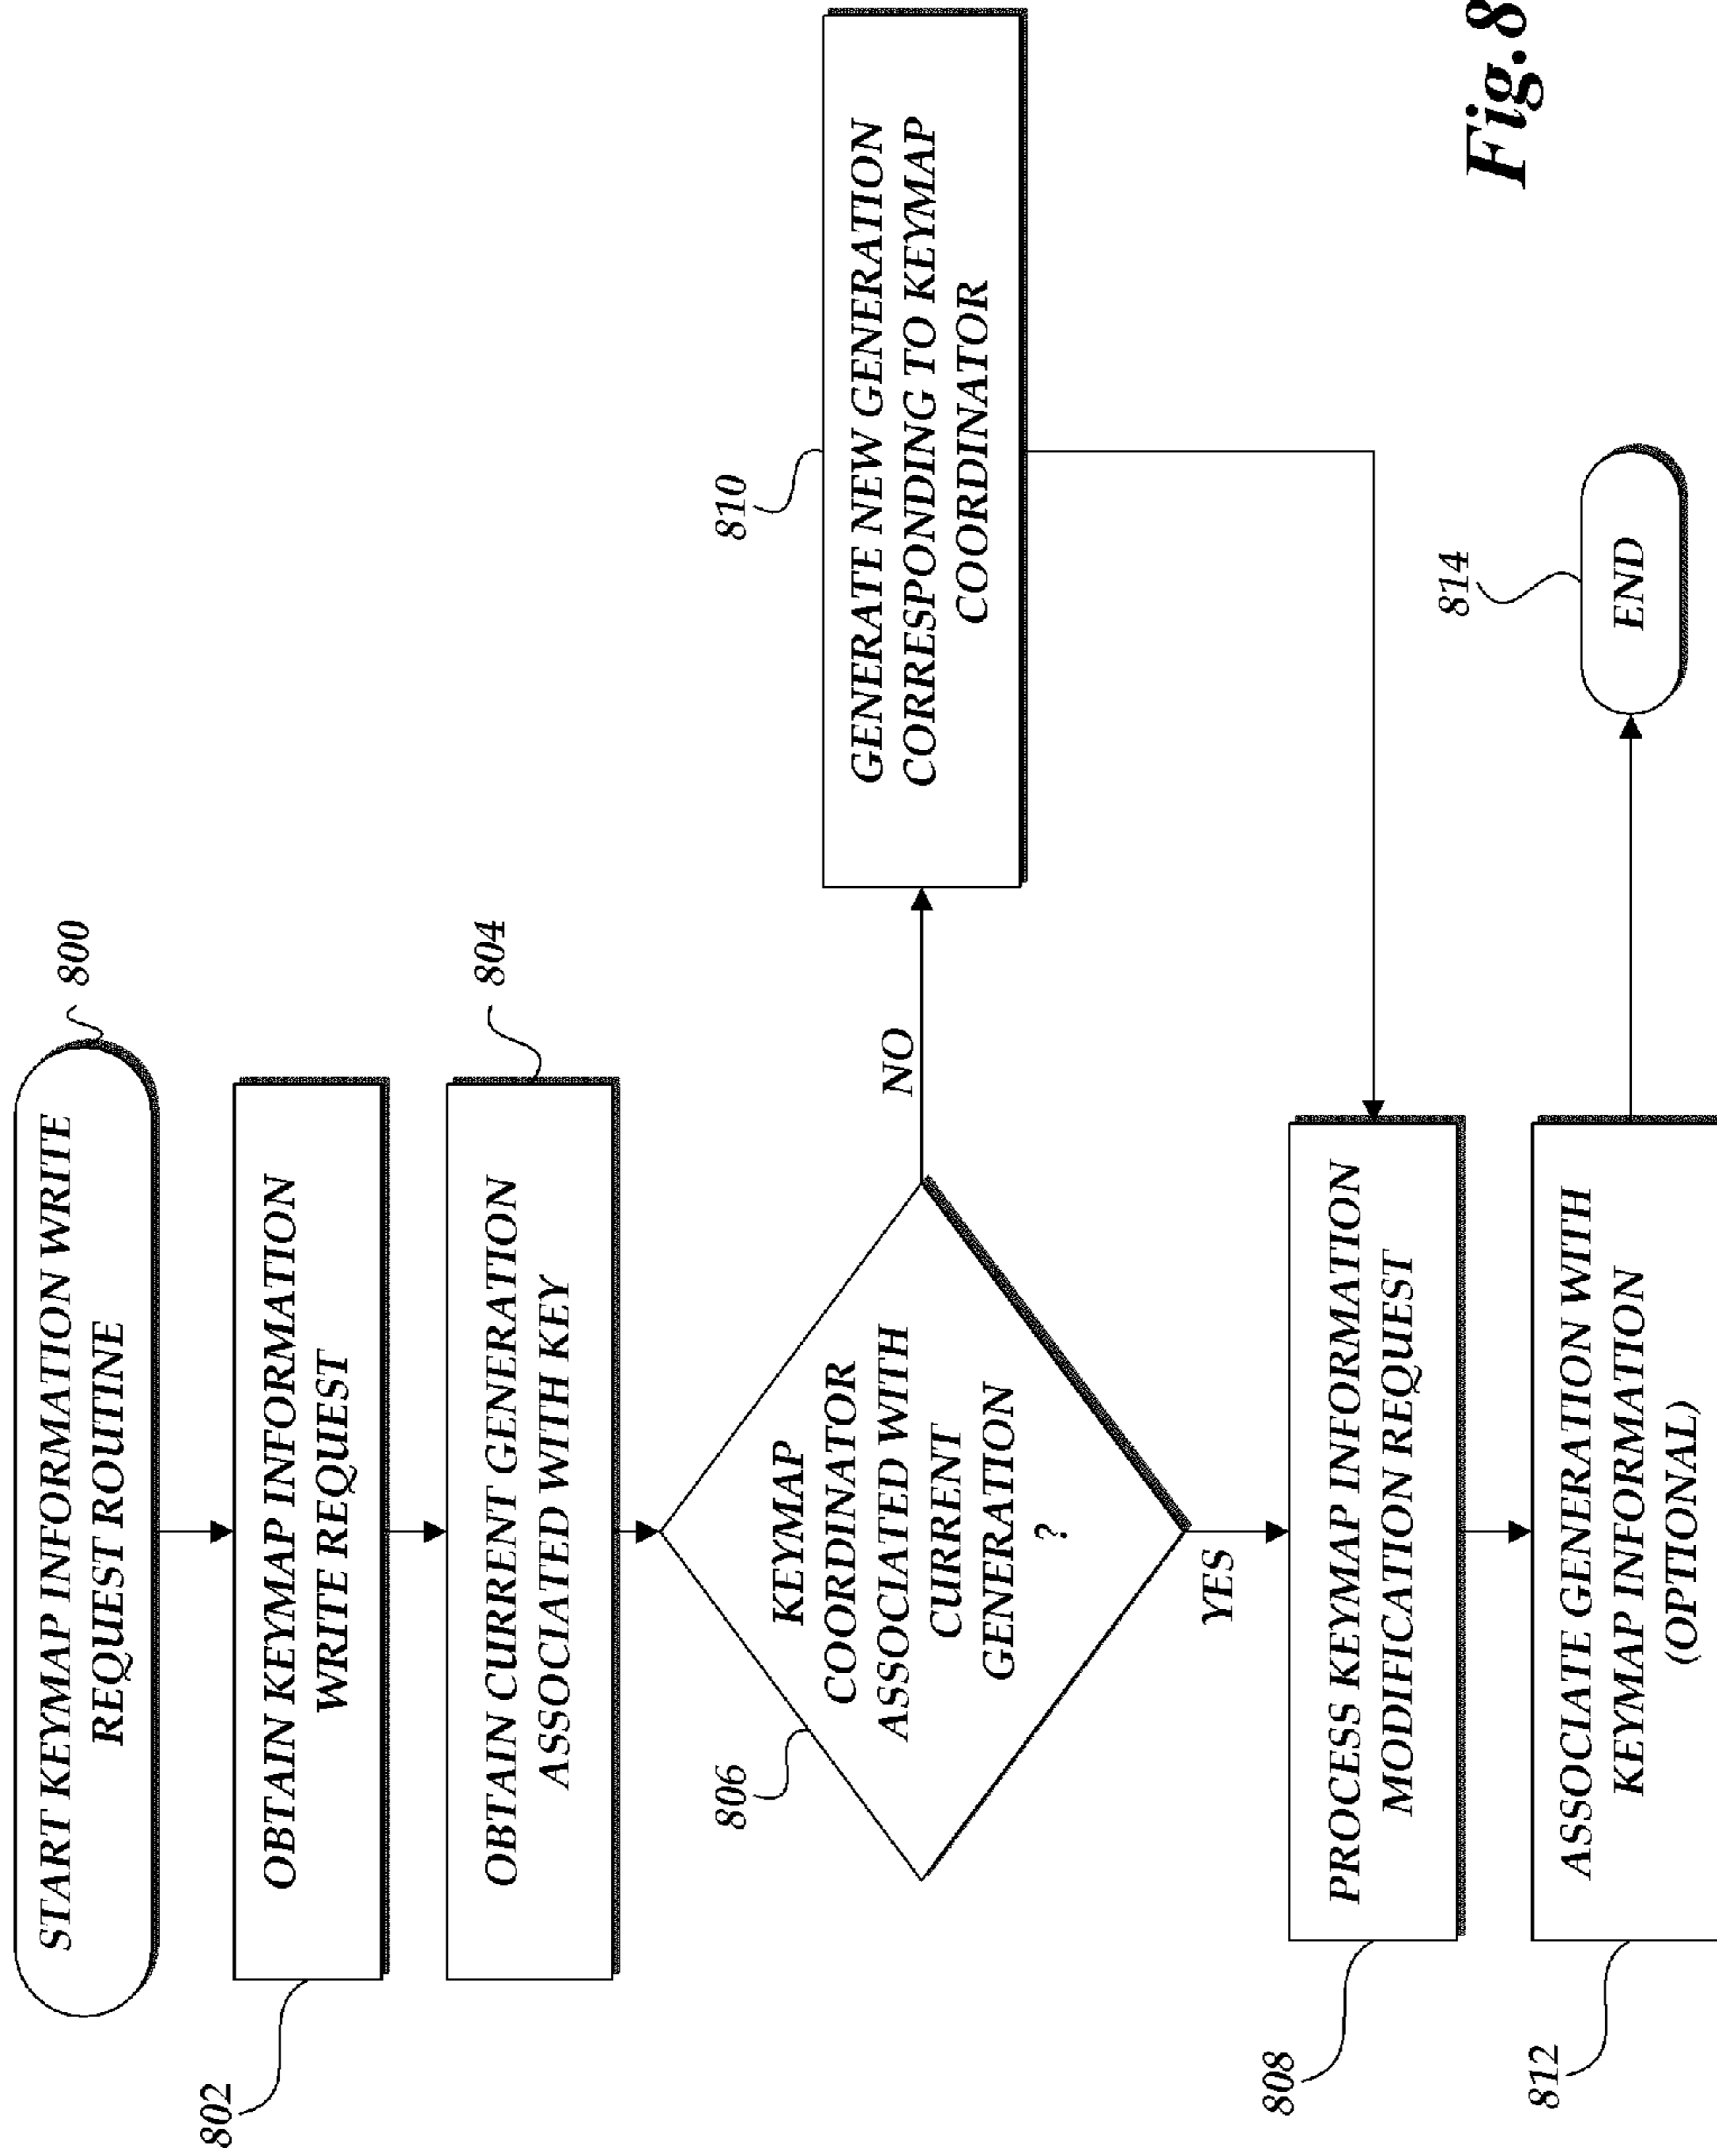 START KEYMAP INFORMATION WRITE
REQUEST ROUTINE
800
802
OBTAIN KEYMAP INFORMATION
WRITE REQUEST
804
OBTAIN CURRENT GENERATION
ASSOCIATED WITH KEY
806
KEYMAP
COORDINATOR
ASSOCIATED WITH
CURRENT
GENERATION
?
NO
810
GENERATE NEW GENERATION
CORRESPONDING TO KEYMAP
COORDINATOR
YES
808
PROCESS KEYMAP INFORMATION
MODIFICATION REQUEST
812
ASSOCIATE GENERATION WITH
KEYMAP INFORMATION
(OPTIONAL)
814
END
Fig.8